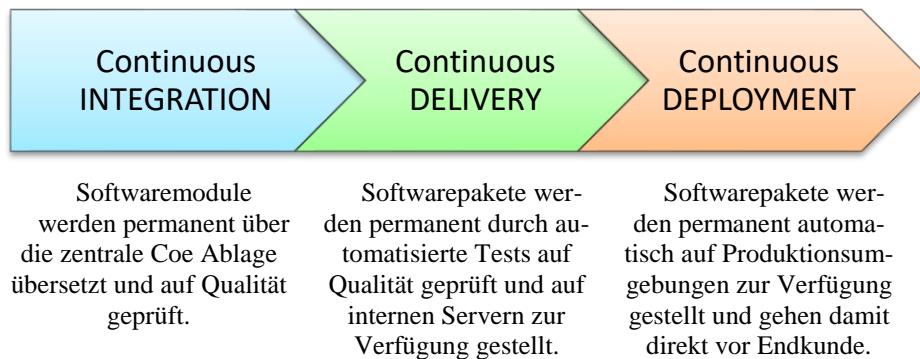 Continuous
INTEGRATION
Continuous
DELIVERY
Continuous
DEPLOYMENT
Softwaremodule
werden permanent über
die zentrale Coe Ablage
übersetzt und auf Qualität
geprüft.
Softwarepakete wer-
den permanent durch au-
tomatisierte Tests auf
Qualität geprüft und auf
internen Servern zur
Verfügung gestellt.
Softwarepakete wer-
den permanent automa-
tisch auf Produktionsum-
gebungen zur Verfügung
gestellt und gehen damit
direkt vor Endkunde.